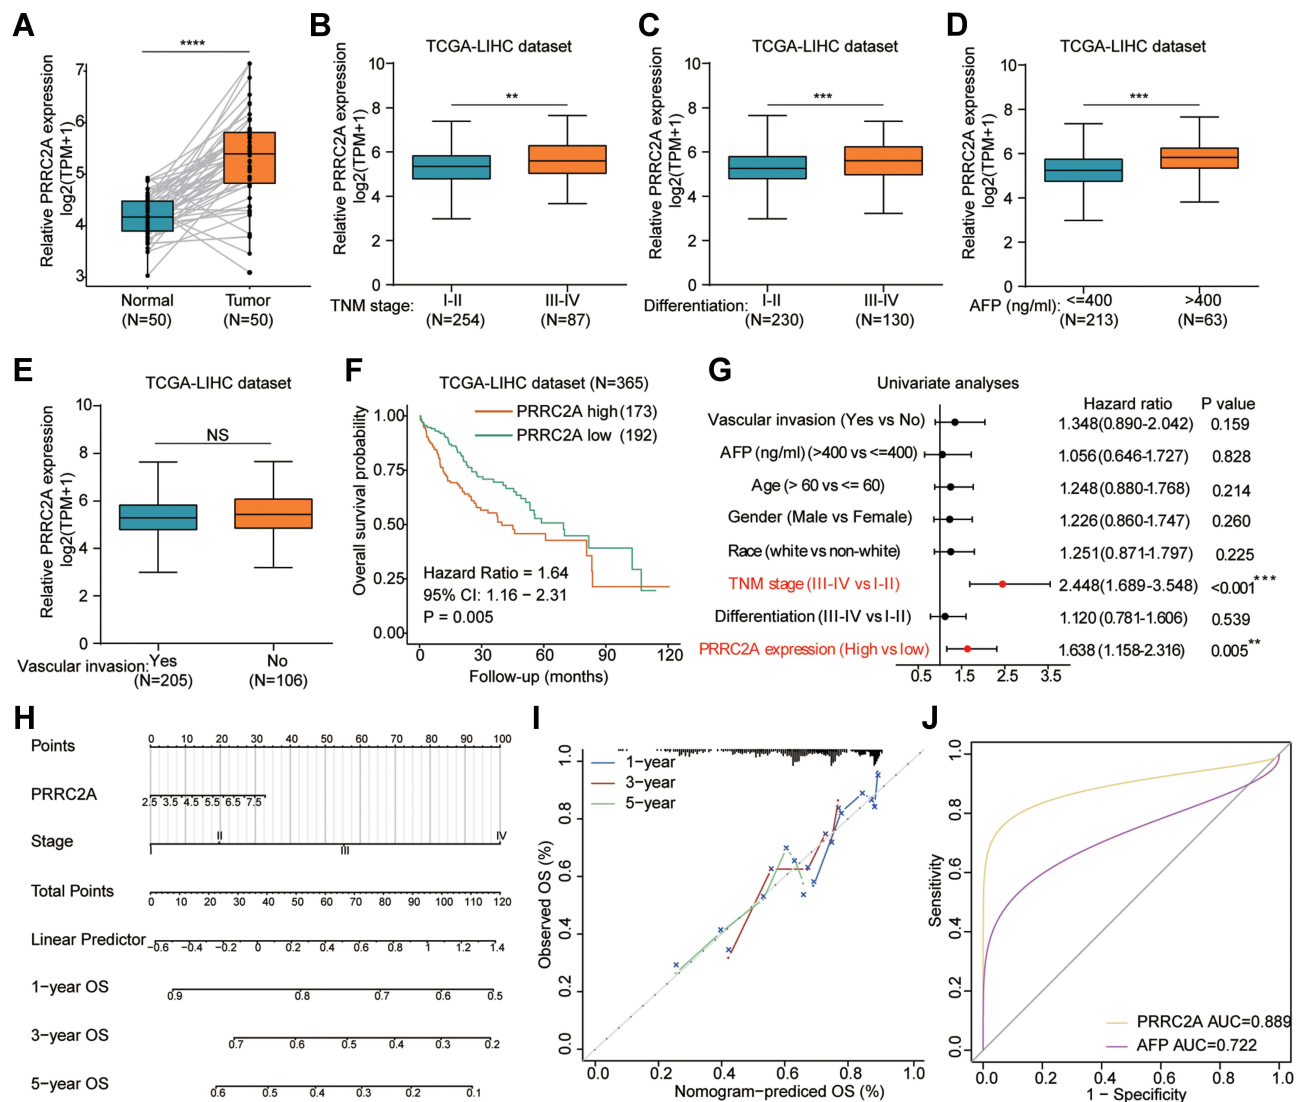 A
****
Relative PRRC2A expression
log2(TPM+1)
7
6
5
4
3
Normal
(N=50)
Tumor
(N=50)
B
TCGA-LIHC dataset
**
Relative PRRC2A expression
log2(TPM+1)
10
8
6
4
2
0
TNM stage:
I-II
(N=254)
III-IV
(N=87)
C
TCGA-LIHC dataset
***
Relative PRRC2A expression
log2(TPM+1)
10
8
6
4
2
0
Differentiation:
I-II
(N=230)
III-IV
(N=130)
D
TCGA-LIHC dataset
***
Relative PRRC2A expression
log2(TPM+1)
10
8
6
4
2
0
AFP (ng/ml):
<=400
(N=213)
>400
(N=63)
E
TCGA-LIHC dataset
NS
Relative PRRC2A expression
log2(TPM+1)
10
8
6
4
2
0
Vascular invasion:
Yes
(N=205)
No
(N=106)
F
TCGA-LIHC dataset (N=365)
PRRC2A high (173)
PRRC2A low (192)
Overall survival probability
1.00
0.75
0.50
0.25
0.00
Hazard Ratio = 1.64
95% CI: 1.16 − 2.31
P = 0.005
0 30 60 90 120
Follow-up (months)
G
Univariate analyses
Hazard ratio P value
Vascular invasion (Yes vs No) 1.348(0.890-2.042) 0.159
AFP (ng/ml) (>400 vs <=400) 1.056(0.646-1.727) 0.828
Age (> 60 vs <= 60) 1.248(0.880-1.768) 0.214
Gender (Male vs Female) 1.226(0.860-1.747) 0.260
Race (white vs non-white) 1.251(0.871-1.797) 0.225
TNM stage (III-IV vs I-II) 2.448(1.689-3.548) <0.001***
Differentiation (III-IV vs I-II) 1.120 (0.781-1.606) 0.539
PRRC2A expression (High vs low) 1.638 (1.158-2.316) 0.005**
0.5 1.5 2.5 3.5
H
Points
0 10 20 30 40 50 60 70 80 90 100
PRRC2A
2.5 3.5 4.5 5.5 6.5 7.5
Stage
I II III IV
Total Points
0 10 20 30 40 50 60 70 80 90 100 110 120
Linear Predictor
−0.6 −0.4 −0.2 0 0.2 0.4 0.6 0.8 1 1.2 1.4
1−year OS
0.9 0.8 0.7 0.6 0.5
3−year OS
0.7 0.6 0.5 0.4 0.3 0.2
5−year OS
0.6 0.5 0.4 0.3 0.2 0.1
I
1−year
3−year
5−year
Observed OS (%)
1.0
0.8
0.6
0.4
0.2
0.0
0.0 0.2 0.4 0.6 0.8 1.0
Nomogram−prediced OS (%)
J
Sensitivity
1.0
0.8
0.6
0.4
0.2
0.0
PRRC2A AUC=0.889
AFP AUC=0.722
0.0 0.2 0.4 0.6 0.8 1.0
1 − Specificity